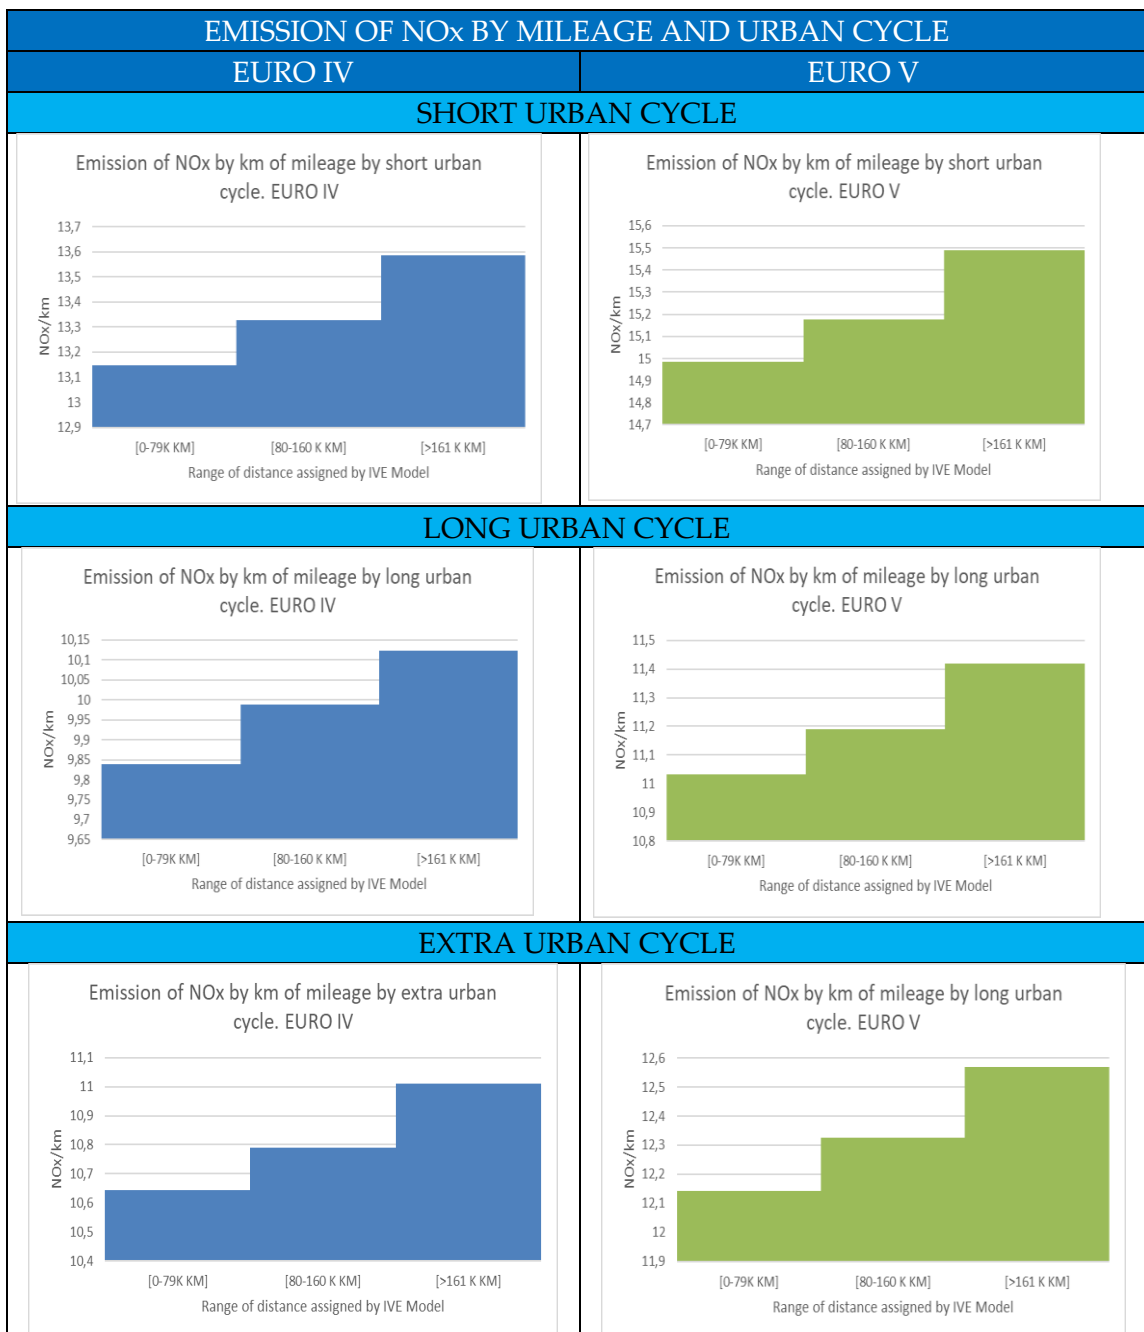 EMISSION OF NOx BY MILEAGE AND URBAN CYCLE
EURO IV
EURO V
SHORT URBAN CYCLE
Emission of NOx by km of mileage by short urban
cycle. EURO IV
13,7
13,6
13,5
13,4
13,3
13,2
13,1
13
12,9
NOx/km
[0-79K KM]
[80-160 K KM]
[>161 K KM]
Range of distance assigned by IVE Model
Emission of NOx by km of mileage by short urban
cycle. EURO V
15,6
15,5
15,4
15,3
15,2
15,1
15
14,9
14,8
14,7
NOx/km
[0-79K KM]
[80-160 K KM]
[>161 K KM]
Range of distance assigned by IVE Model
LONG URBAN CYCLE
Emission of NOx by km of mileage by long urban
cycle. EURO IV
10,15
10,1
10,05
10
9,95
9,9
9,85
9,8
9,75
9,7
9,65
NOx/km
[0-79K KM]
[80-160 K KM]
[>161 K KM]
Range of distance assigned by IVE Model
Emission of NOx by km of mileage by long urban
cycle. EURO V
11,5
11,4
11,3
11,2
11,1
11
10,9
10,8
NOx/km
[0-79K KM]
[80-160 K KM]
[>161 K KM]
Range of distance assigned by IVE Model
EXTRA URBAN CYCLE
Emission of NOx by km of mileage by extra urban
cycle. EURO IV
11,1
11
10,9
10,8
10,7
10,6
10,5
10,4
NOx/km
[0-79K KM]
[80-160 K KM]
[>161 K KM]
Range of distance assigned by IVE Model
Emission of NOx by km of mileage by long urban
cycle. EURO V
12,6
12,5
12,4
12,3
12,2
12,1
12
11,9
NOx/km
[0-79K KM]
[80-160 K KM]
[>161 K KM]
Range of distance assigned by IVE Model